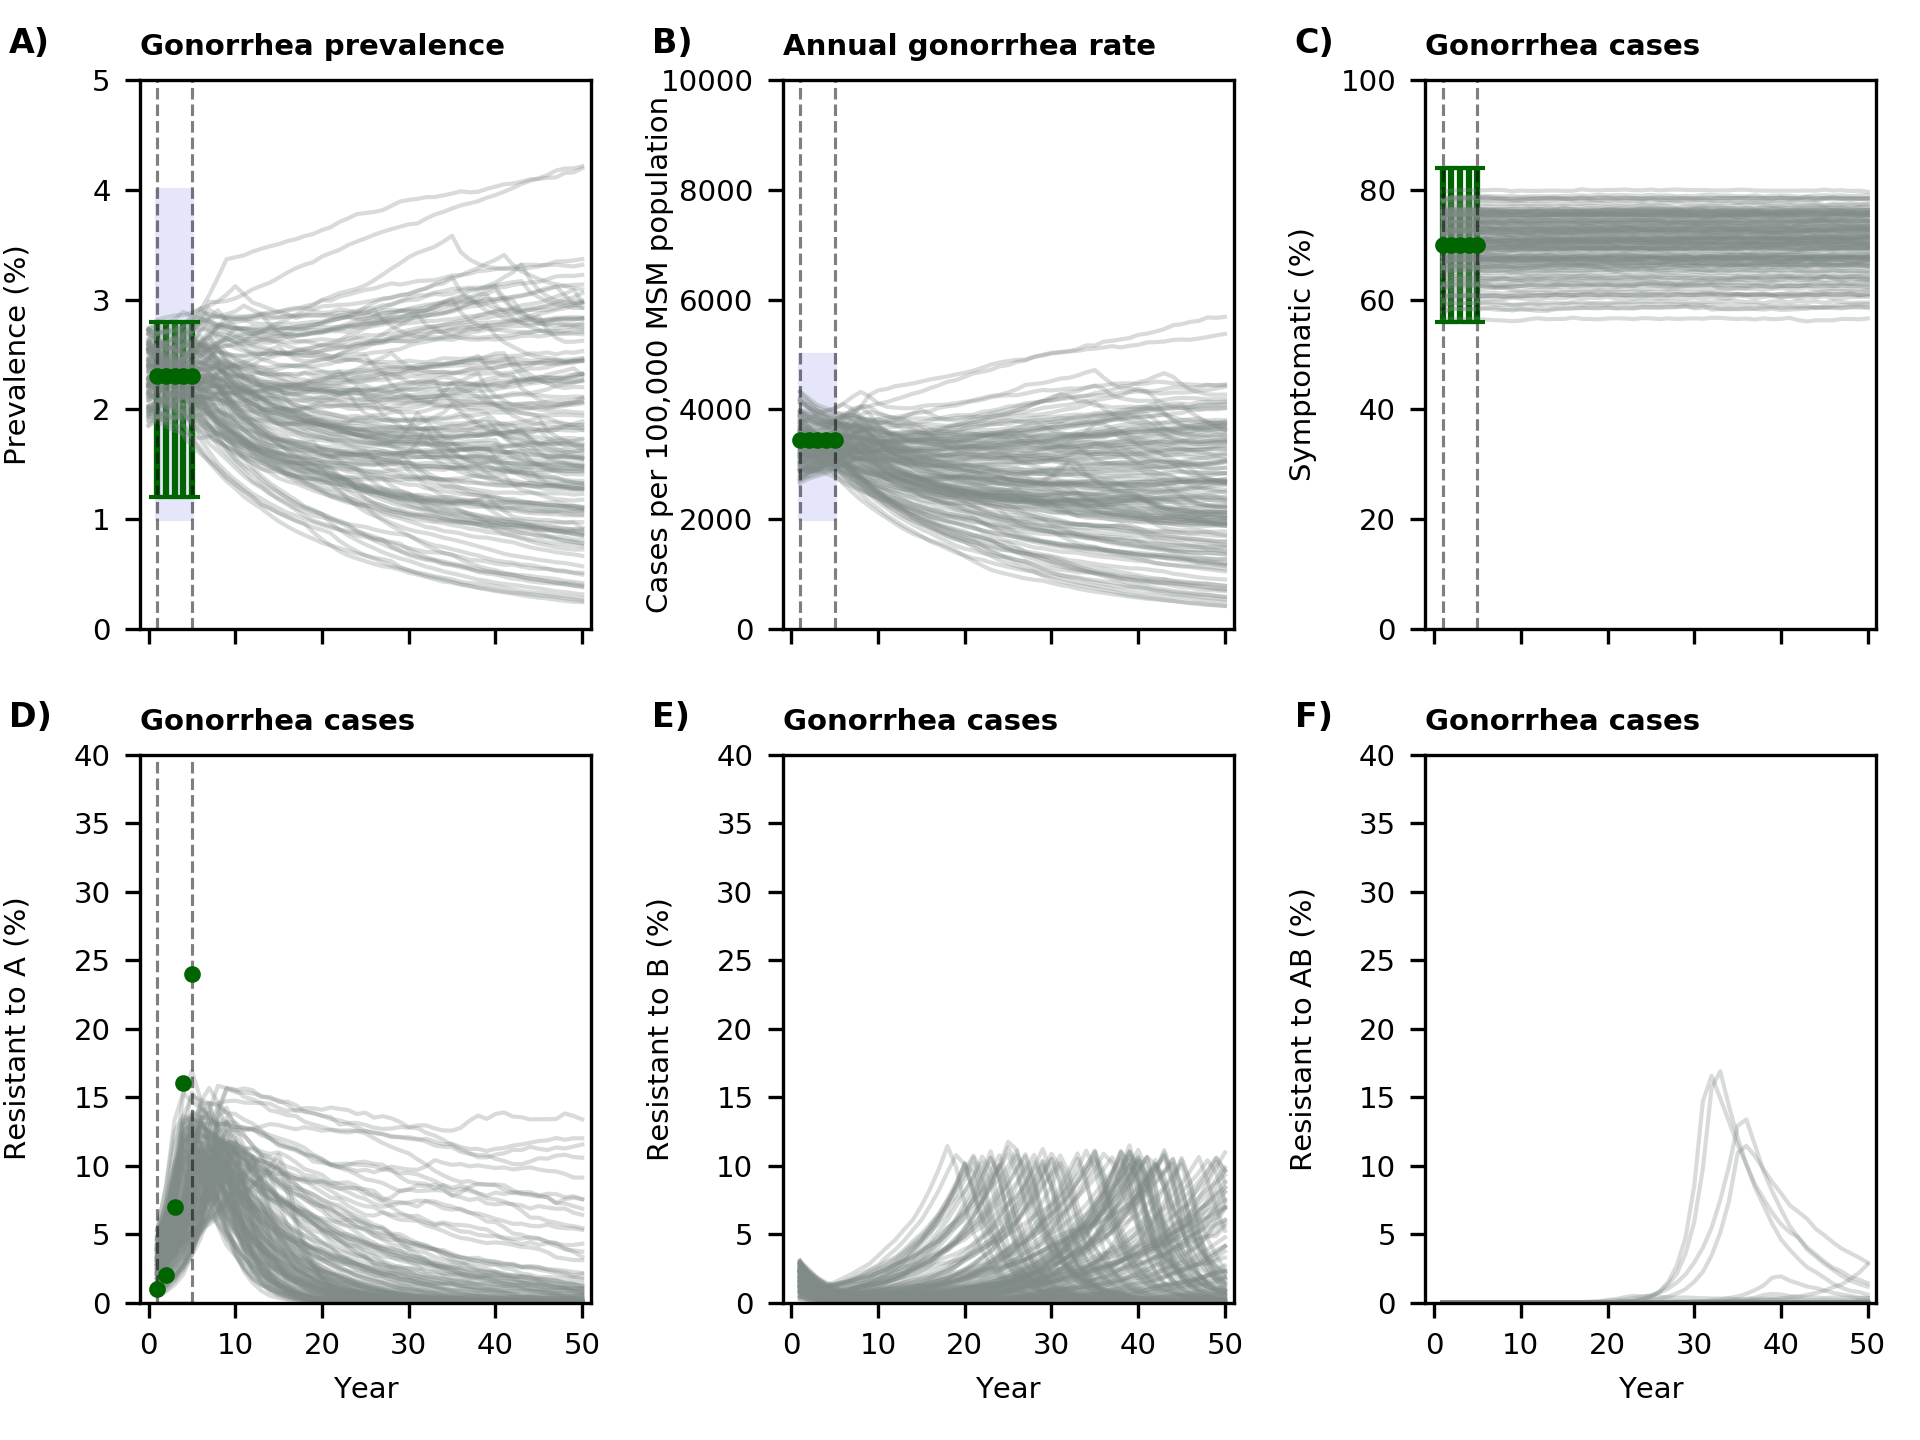 A) Gonorrhea prevalence
Prevalence (%)
5
4
3
2
1
0
B) Annual gonorrhea rate
Cases per 100,000 MSM population
10000
8000
6000
4000
2000
0
C) Gonorrhea cases
Symptomatic (%)
100
80
60
40
20
0
D) Gonorrhea cases
Resistant to A (%)
40
35
30
25
20
15
10
5
0
0 10 20 30 40 50
Year
E) Gonorrhea cases
Resistant to B (%)
40
35
30
25
20
15
10
5
0
0 10 20 30 40 50
Year
F) Gonorrhea cases
Resistant to AB (%)
40
35
30
25
20
15
10
5
0
0 10 20 30 40 50
Year